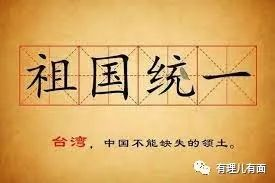 祖国统一
台湾，中国不能缺失的领土。
有理儿有面